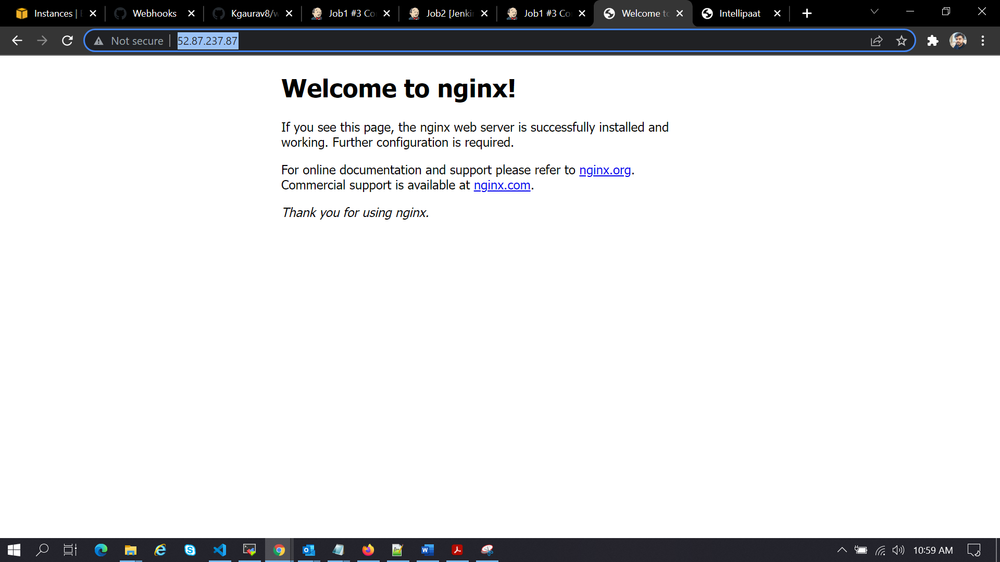 Instances |
Webhooks
Kgaurav8/w
Job1 #3 Co
Job2 [Jenki
Job1 #3 Co
Welcome to
Intellipaat
Not secure
52.87.237.87
Welcome to nginx!
If you see this page, the nginx web server is successfully installed and
working. Further configuration is required.
For online documentation and support please refer to nginx.org.
Commercial support is available at nginx.com.
Thank you for using nginx.
10:59 AM